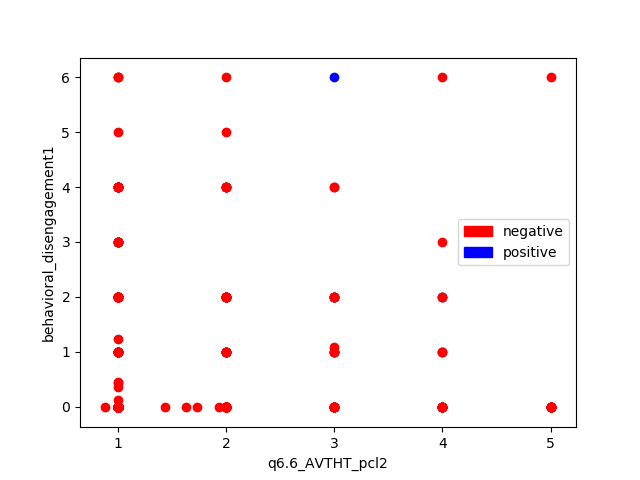 behavioral_disengagement1
6
5
4
3
2
1
0
negative
positive
1 2 3 4 5
q6.6_AVTHT_pcl2